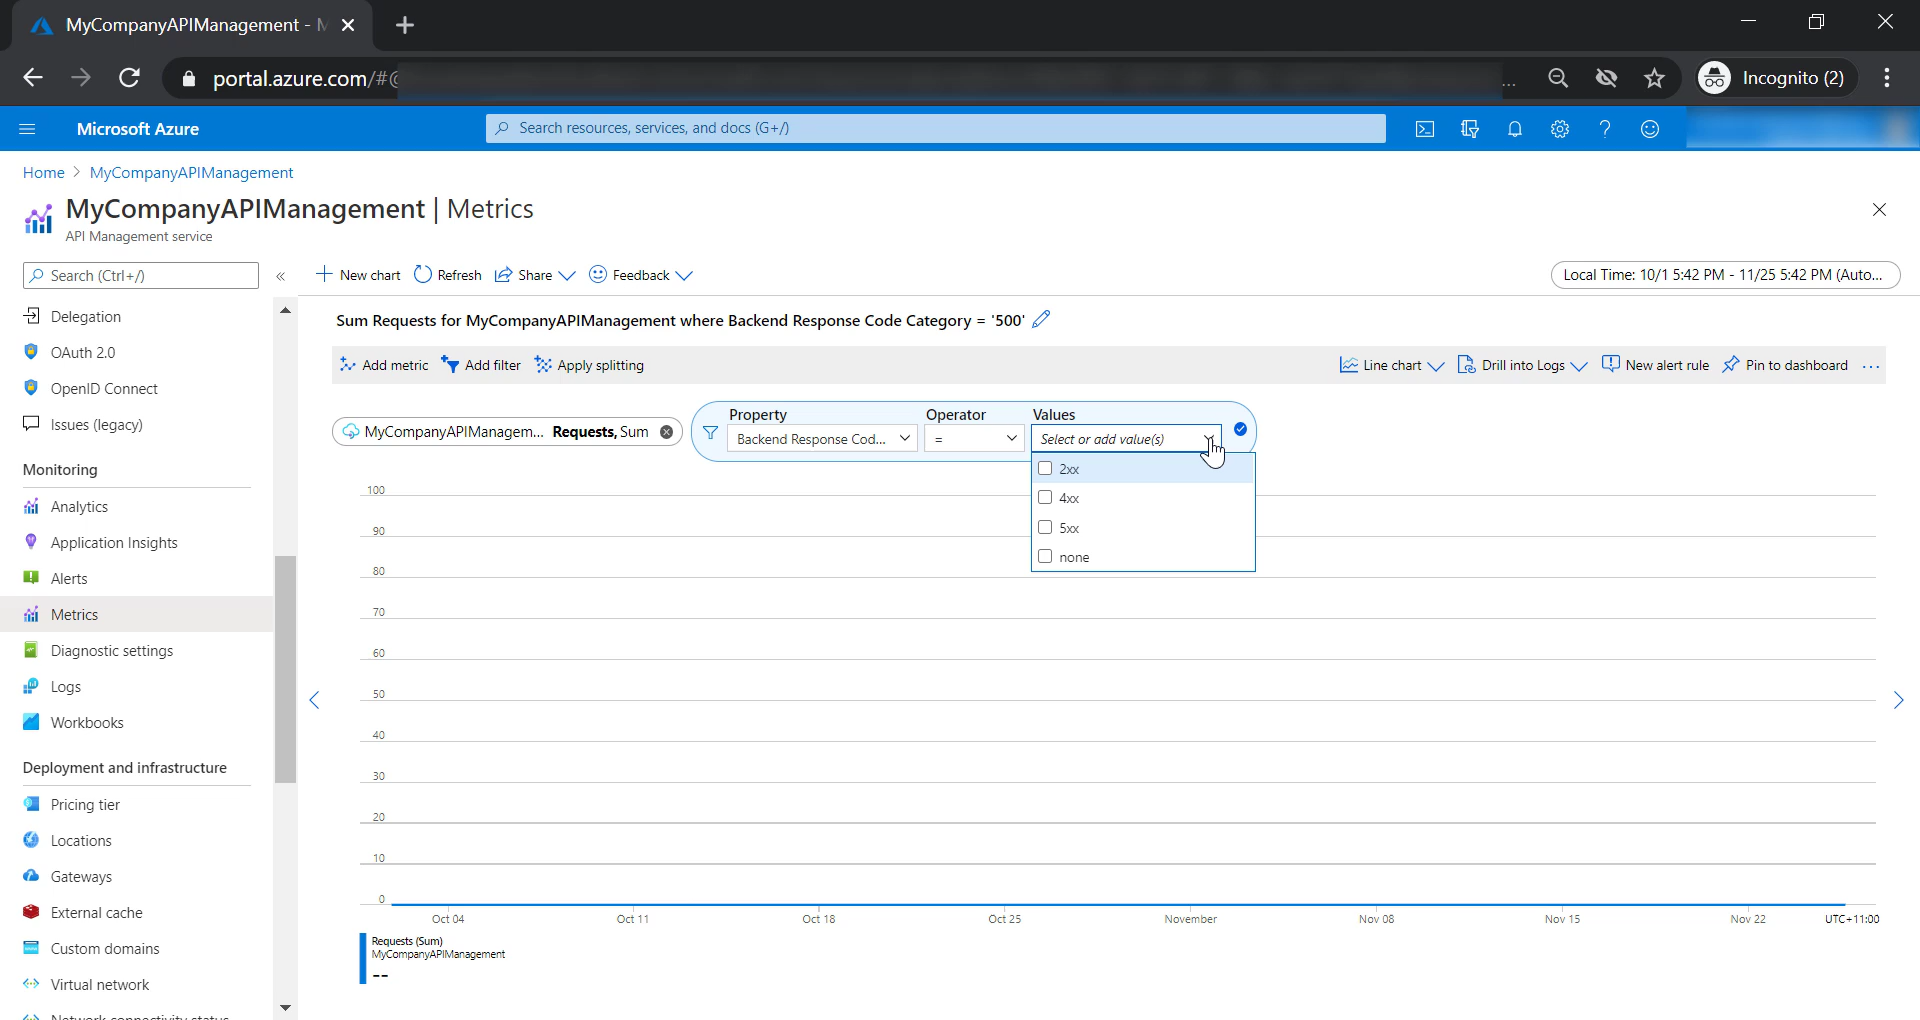 MyCompanyAPIManagement - M
portal.azure.com/#@
...
Incognito (2)
Microsoft Azure
Search resources, services, and docs (G+/)
Home > MyCompanyAPIManagement
MyCompanyAPIManagement | Metrics
API Management service
Search (Ctrl+/)
«
New chart
Refresh
Share
Feedback
Local Time: 10/1 5:42 PM - 11/25 5:42 PM (Auto...
Delegation
OAuth 2.0
OpenID Connect
Issues (legacy)
Monitoring
Analytics
Application Insights
Alerts
Metrics
Diagnostic settings
Logs
Workbooks
Deployment and infrastructure
Pricing tier
Locations
Gateways
External cache
Custom domains
Virtual network
Network connectivity status
Sum Requests for MyCompanyAPIManagement where Backend Response Code Category = '500'
Add metric
Add filter
Apply splitting
Line chart
Drill into Logs
New alert rule
Pin to dashboard
...
MyCompanyAPIManagem... Requests, Sum
Property
Operator
Values
Backend Response Cod...
=
Select or add value(s)
2xx
4xx
5xx
none
100
90
80
70
60
50
40
30
20
10
0
Oct 04
Oct 11
Oct 18
Oct 25
November
Nov 08
Nov 15
Nov 22
UTC+11:00
Requests (Sum)
MyCompanyAPIManagement
--